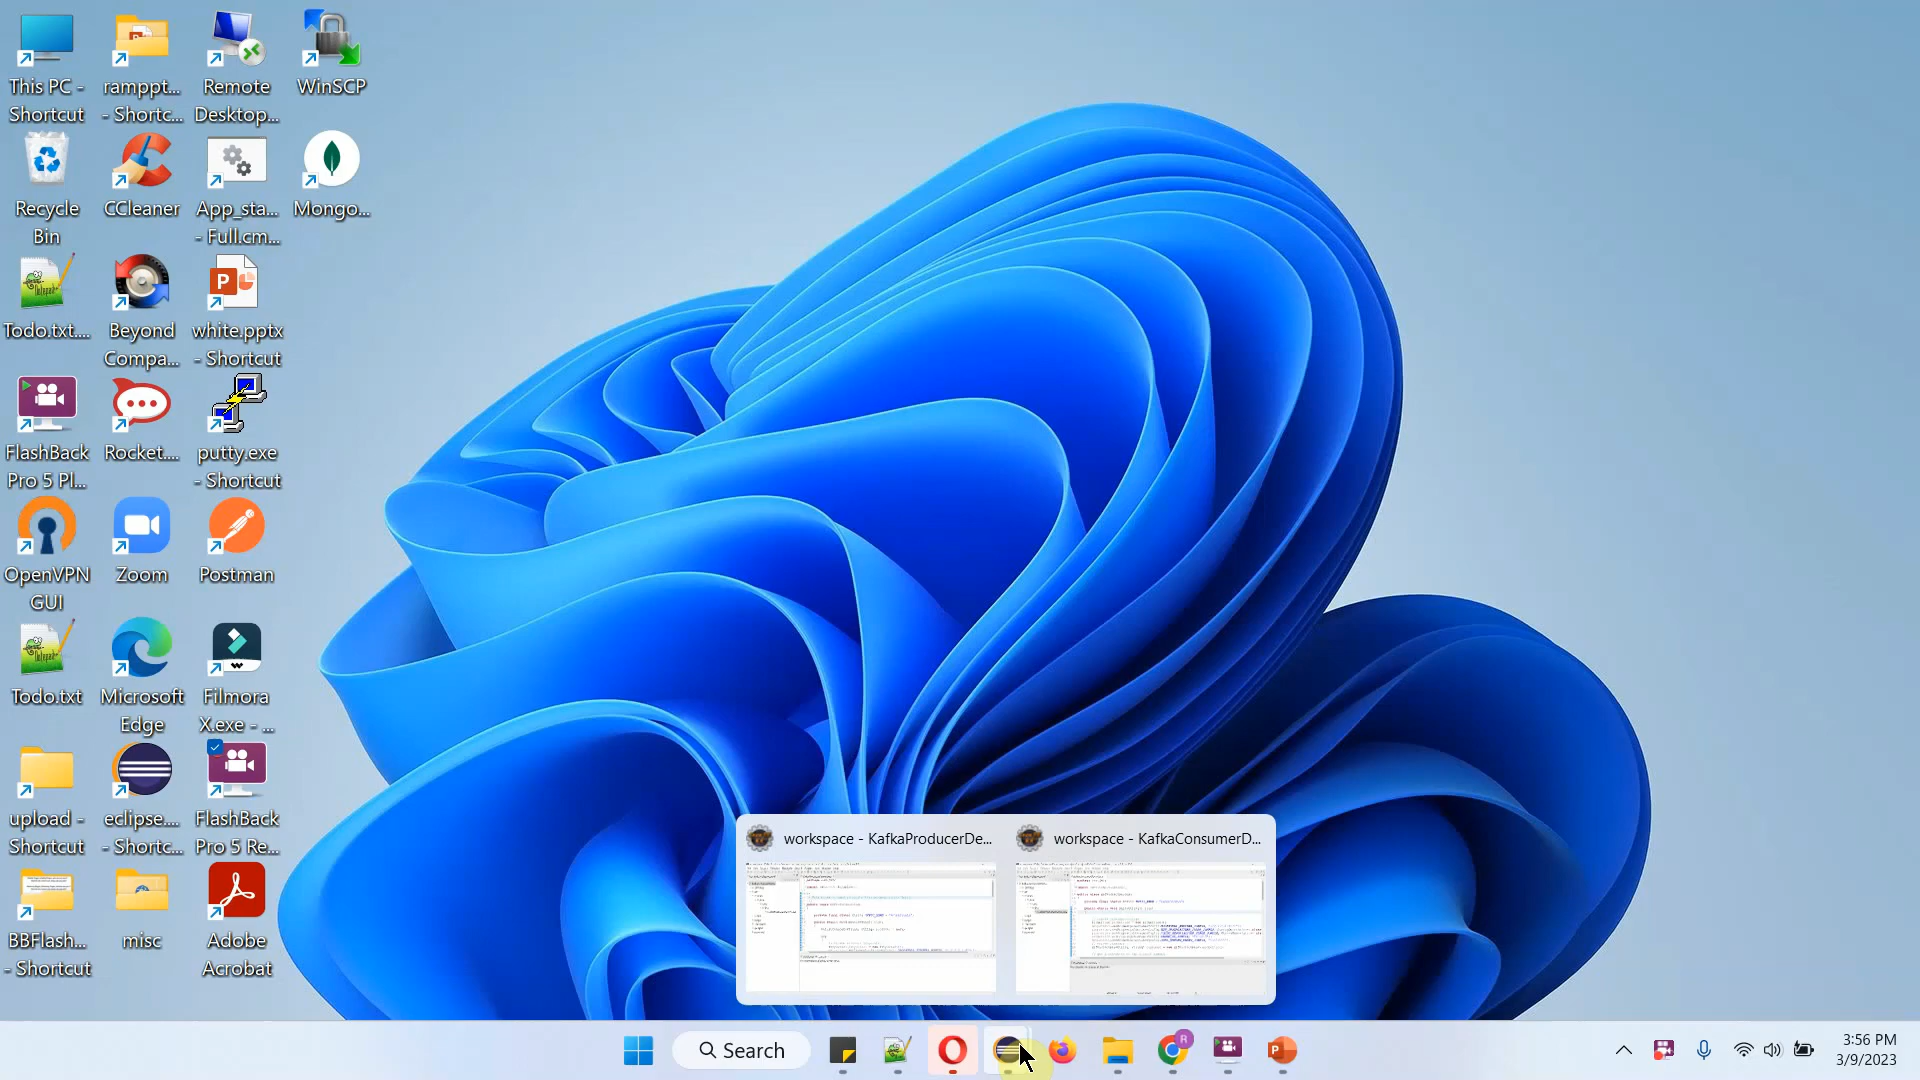 This PC -
Shortcut
ramppt...
- Shortc...
Remote
Desktop...
WinSCP
Recycle
Bin
CCleaner
App_sta...
- Full.cm...
Mongo...
Todo.txt....
Beyond
Compa...
white.pptx
- Shortcut
FlashBack
Pro 5 Pl...
Rocket....
putty.exe
- Shortcut
OpenVPN
GUI
Zoom
Postman
Todo.txt
Microsoft
Edge
Filmora
X.exe - ...
upload -
Shortcut
eclipse....
- Shortc...
FlashBack
Pro 5 Re...
BBFlash...
- Shortcut
misc
Adobe
Acrobat
workspace - KafkaProducerDe...
workspace - KafkaConsumerD...
Search
R
3:56 PM
3/9/2023